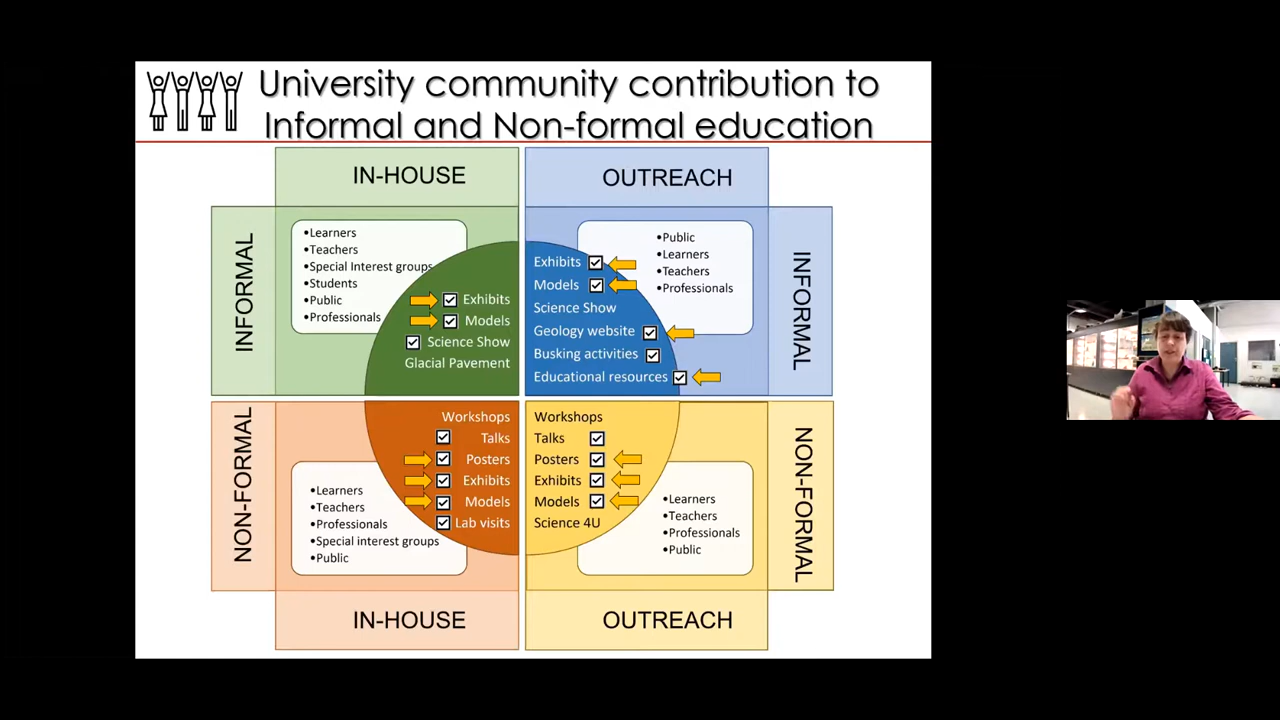 University community contribution to
Informal and Non-formal education
IN-HOUSE
OUTREACH
INFORMAL
•Learners
•Teachers
•Special Interest groups
•Students
•Public
•Professionals
Exhibits
Models
Science Show
Glacial Pavement
Exhibits
Models
Science Show
Geology website
Busking activities
Educational resources
•Public
•Learners
•Teachers
•Professionals
INFORMAL
NON-FORMAL
•Learners
•Teachers
•Professionals
•Special interest groups
•Public
Workshops
Talks
Posters
Exhibits
Models
Lab visits
Workshops
Talks
Posters
Exhibits
Models
Science 4U
•Learners
•Teachers
•Professionals
•Public
NON-FORMAL
IN-HOUSE
OUTREACH